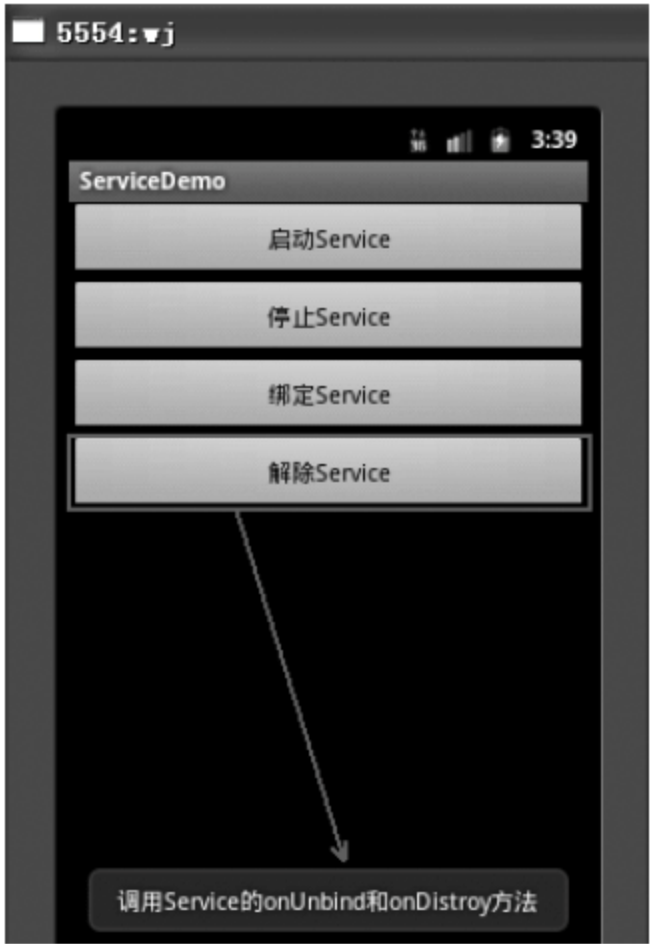 5554:wj
3G 3:39
ServiceDemo
启动Service
停止Service
绑定Service
解除Service
调用Service的onUnbind和onDistroy方法